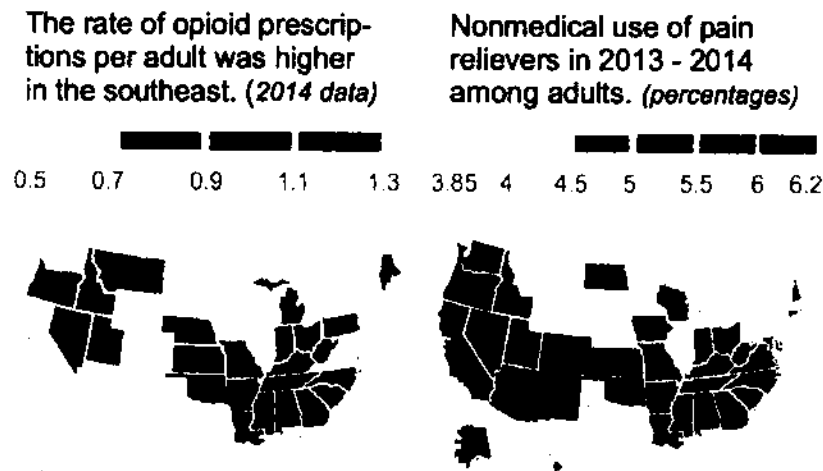 The rate of opioid prescrip-
tions per adult was higher
in the southeast. (2014 data)
0.5 0.7 0.9 1.1 1.3
Nonmedical use of pain
relievers in 2013 - 2014
among adults. (percentages)
3.85 4 4.5 5 5.5 6 6.2